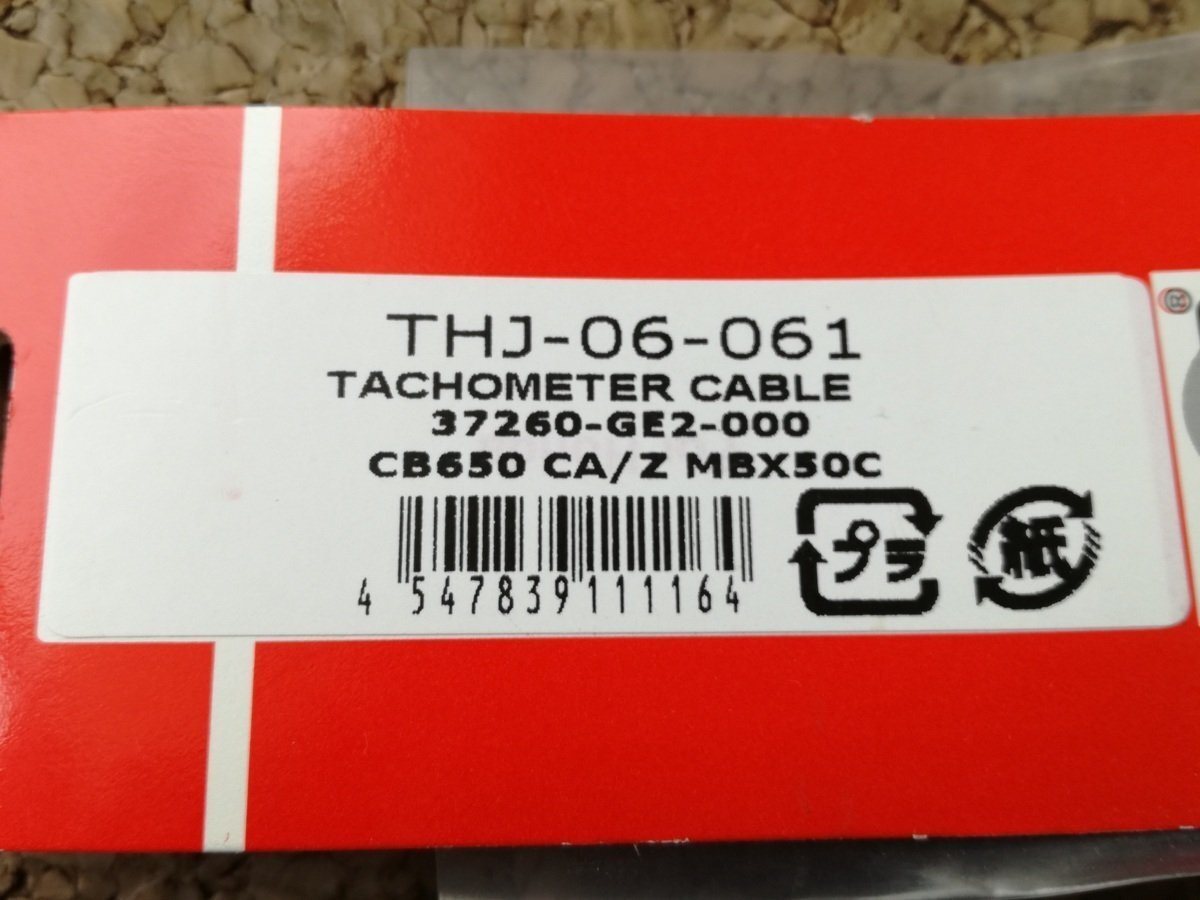 THJ-06-061
TACHOMETER CABLE
37260-GE2-000
CB650 CA/Z MBX50C
4 547839 111164
プラ
紙
®